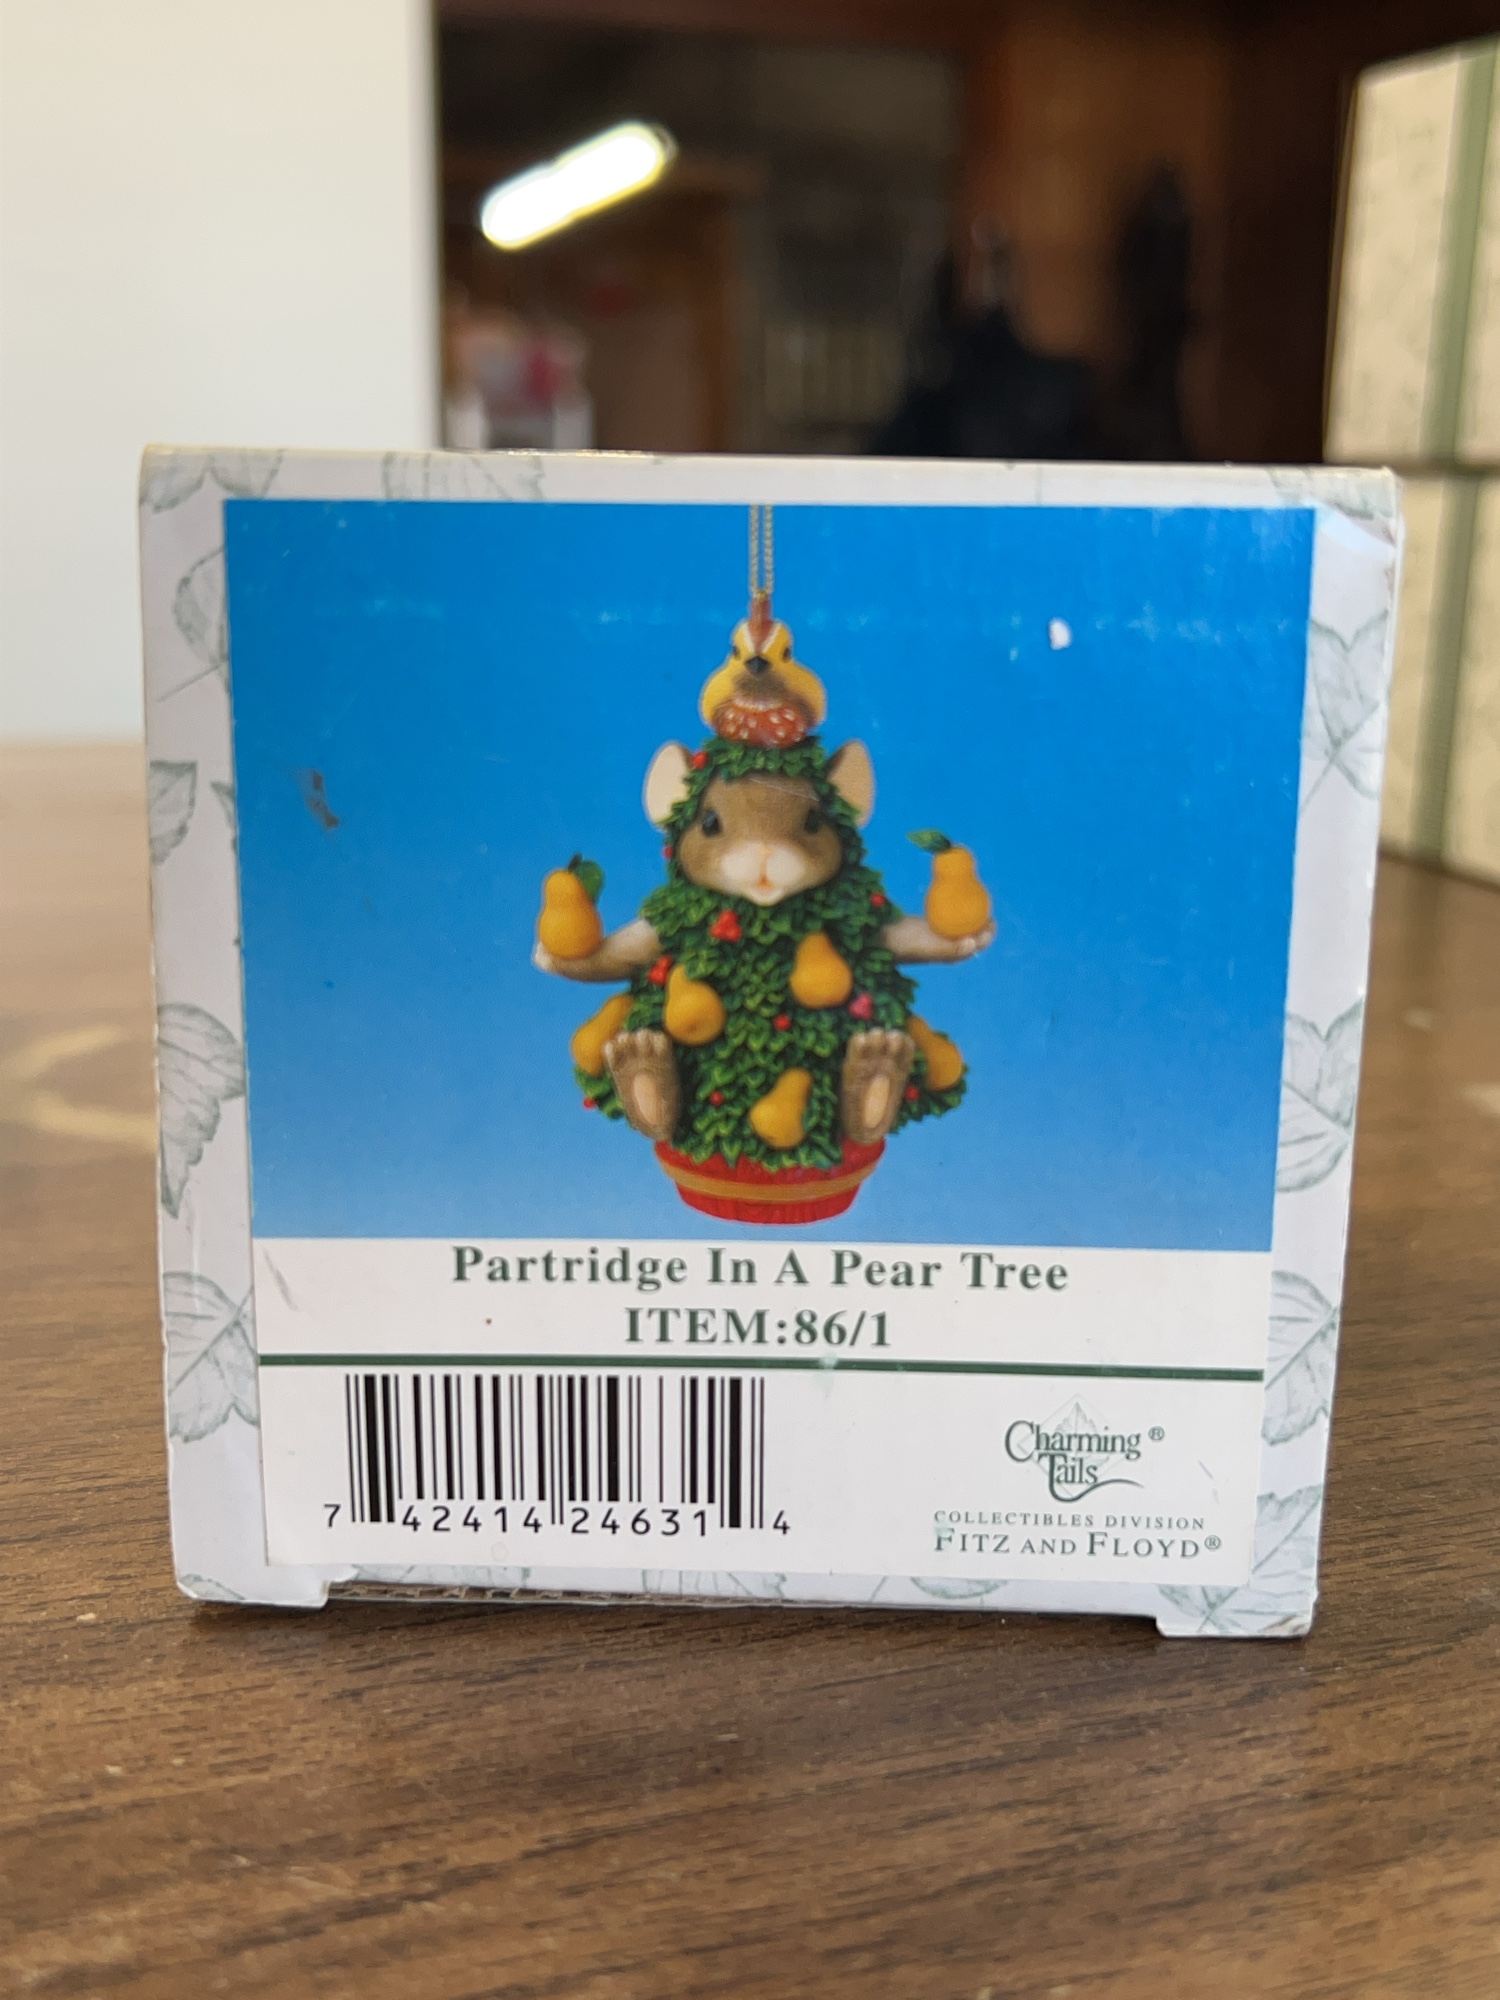 Partridge In A Pear Tree
ITEM:86/1
7 42414 24631 4
Charming ®
Tails
COLLECTIBLES DIVISION
FITZ AND FLOYD®